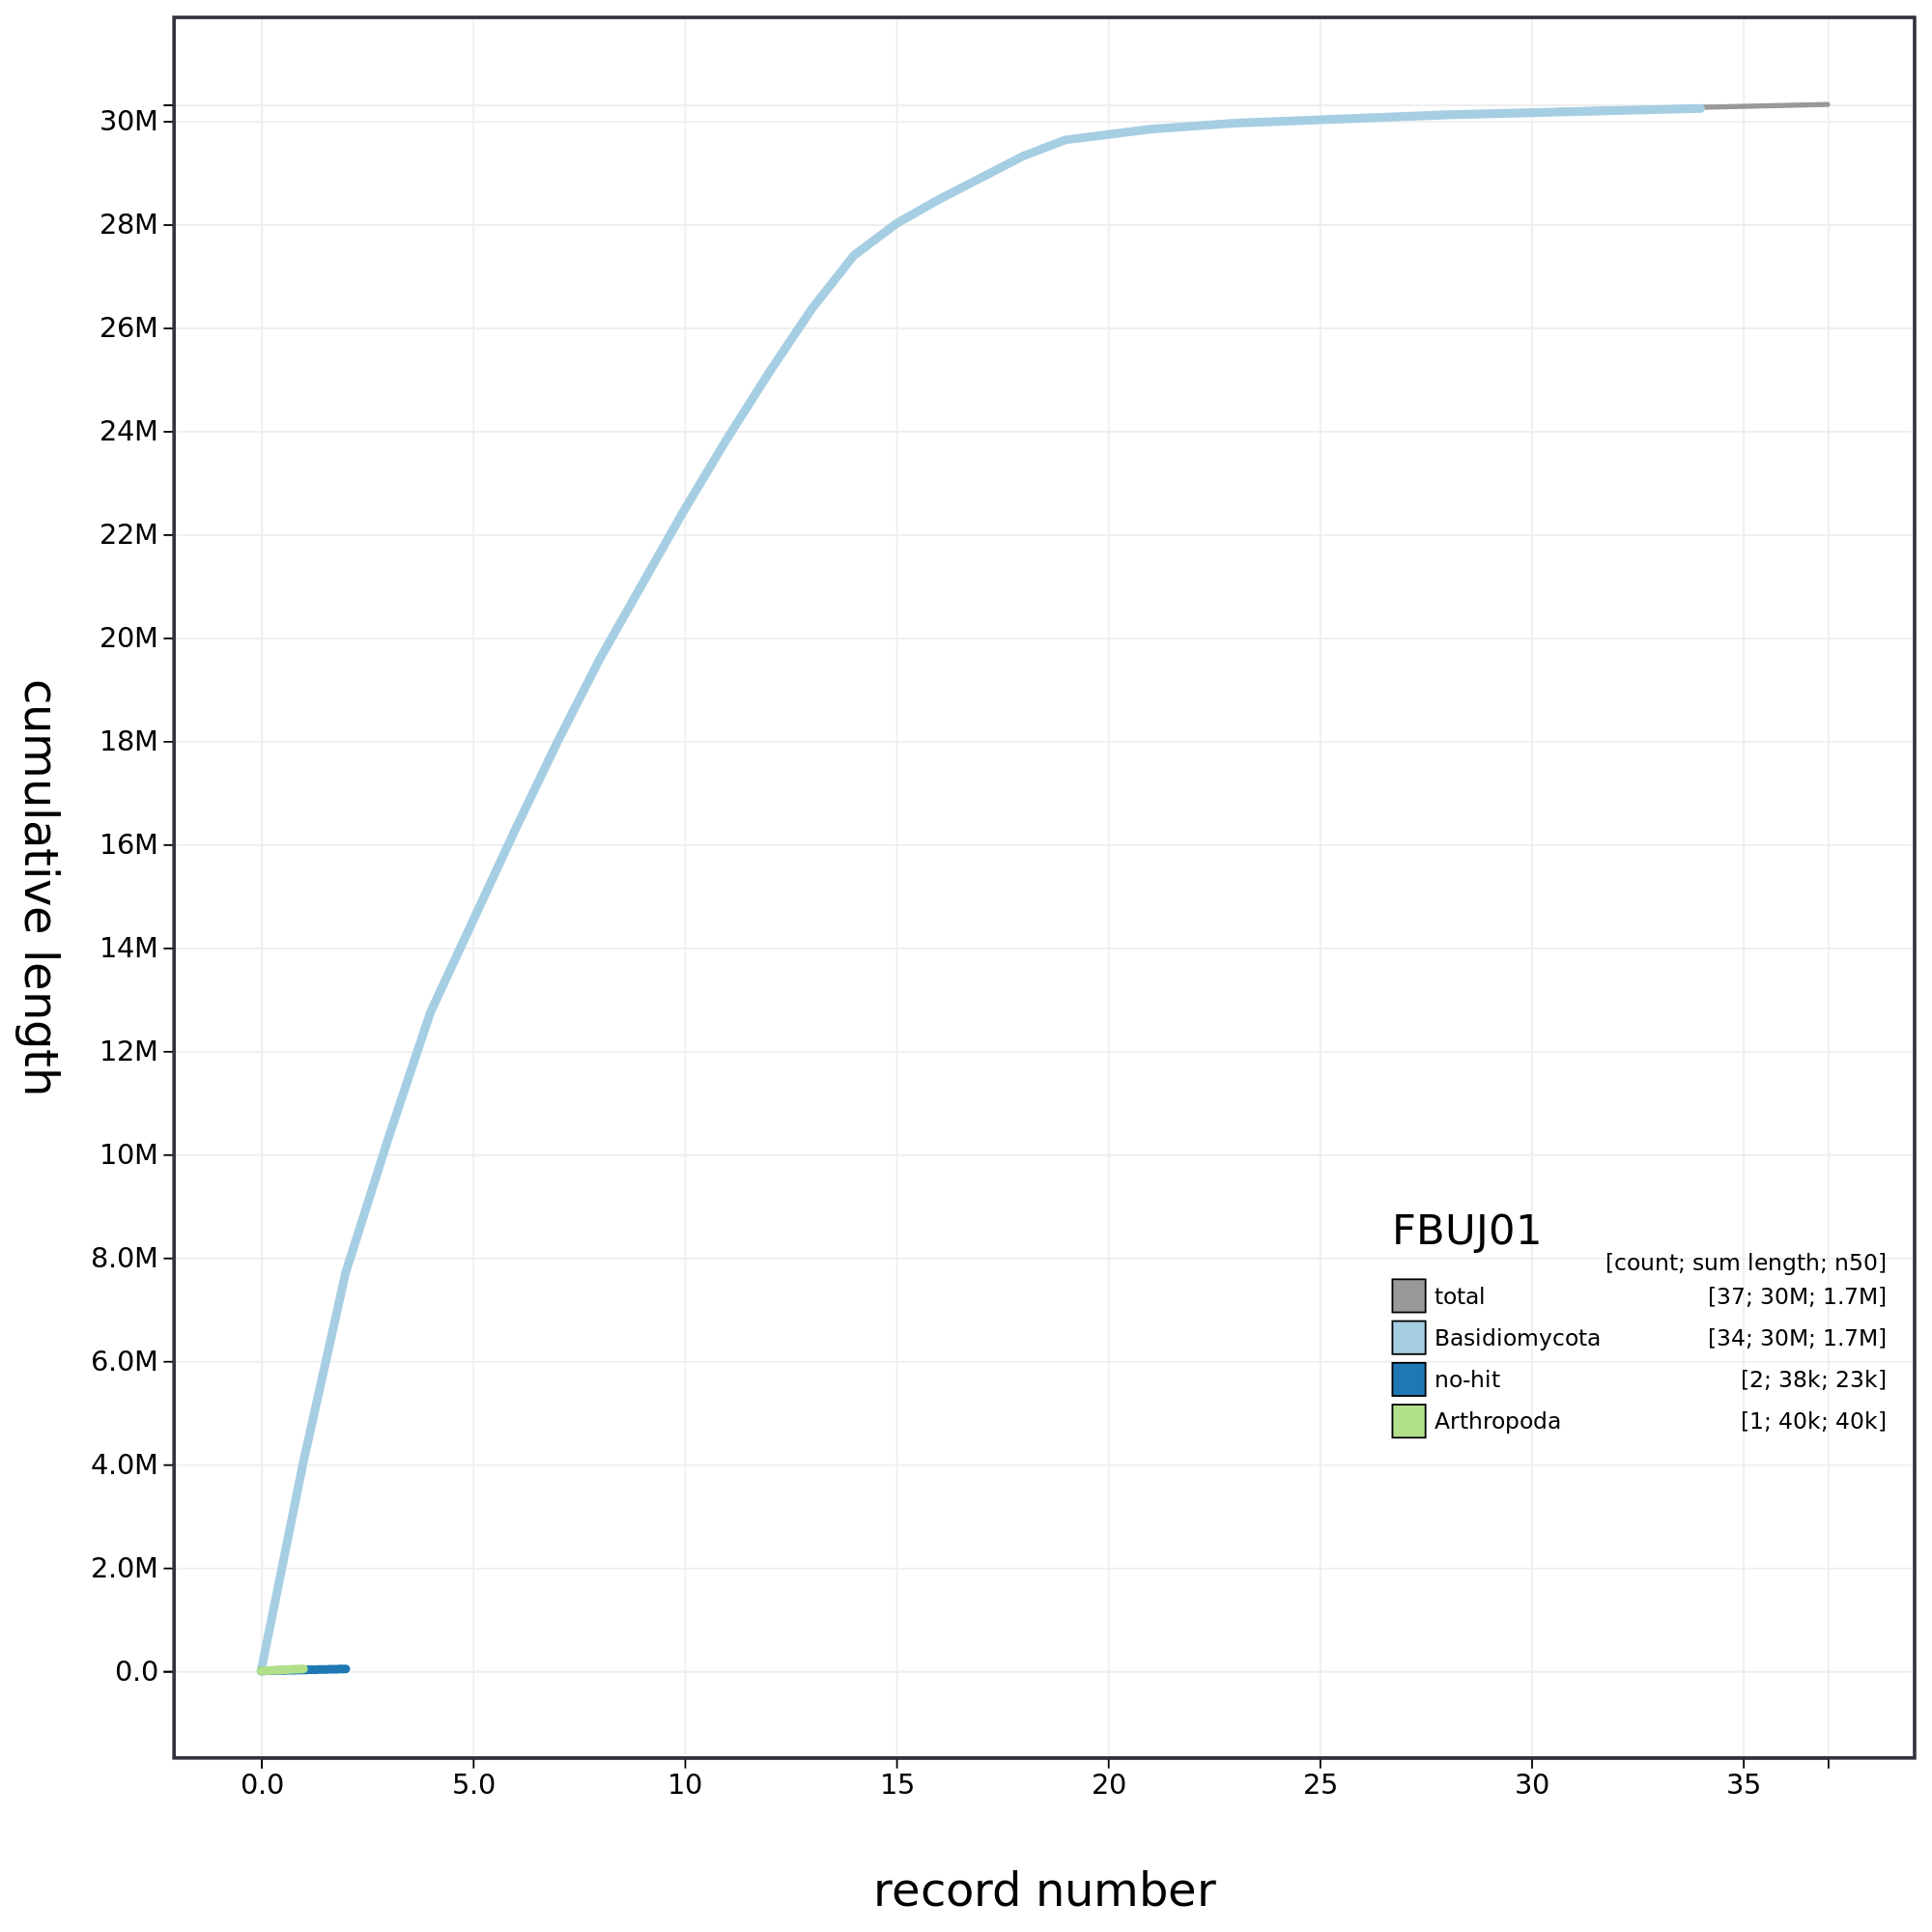 cumulative length
30M
28M
26M
24M
22M
20M
18M
16M
14M
12M
10M
8.0M
6.0M
4.0M
2.0M
0.0
FBUJ01
[count; sum length; n50]
total [37; 30M; 1.7M]
Basidiomycota [34; 30M; 1.7M]
no-hit [2; 38k; 23k]
Arthropoda [1; 40k; 40k]
0.0 5.0 10 15 20 25 30 35
record number